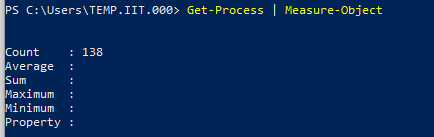 PS C:\Users\TEMP.IIT.000> Get-Process | Measure-Object
Count    : 138
Average  :
Sum      :
Maximum  :
Minimum  :
Property :